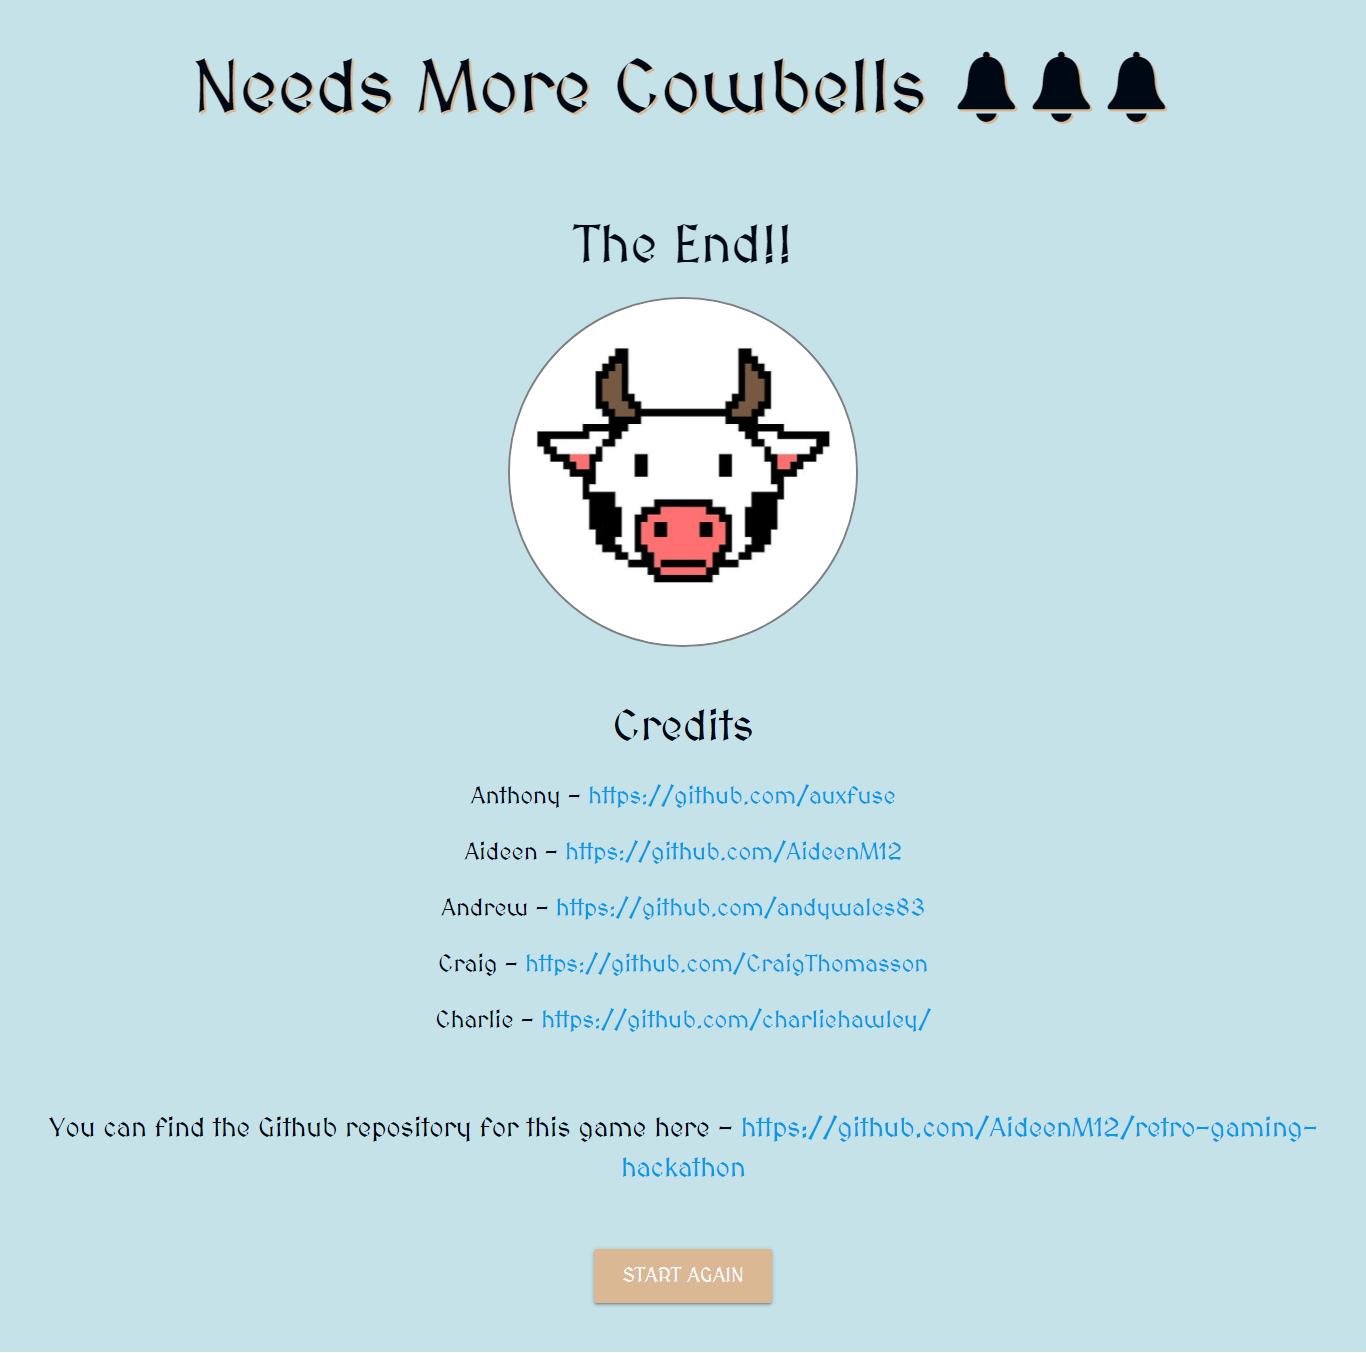 Needs More Cowbells
The End!!
Credits
Anthony - https://github.com/auxfuse
Aideen - https://github.com/AideenM12
Andrew - https://github.com/andywales83
Craig - https://github.com/CraigThomasson
Charlie - https://github.com/charliehawley/
You can find the Github repository for this game here - https://github.com/AideenM12/retro-gaming-
hackathon
START AGAIN